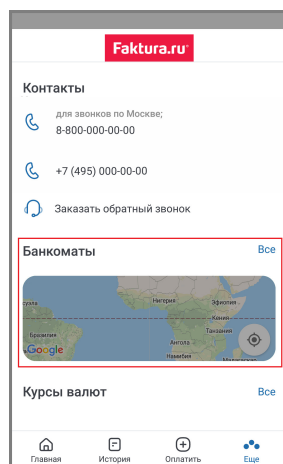 Faktura.ru
Контакты
для звонков по Москве;
8-800-000-00-00
+7 (495) 000-00-00
Заказать обратный звонок
Банкоматы
Все
Нигерия
Эфиопия
Кения
Танзания
Бразилия
Ангола
Намибия
Google
Курсы валют
Все
Главная
История
Оплатить
Еще